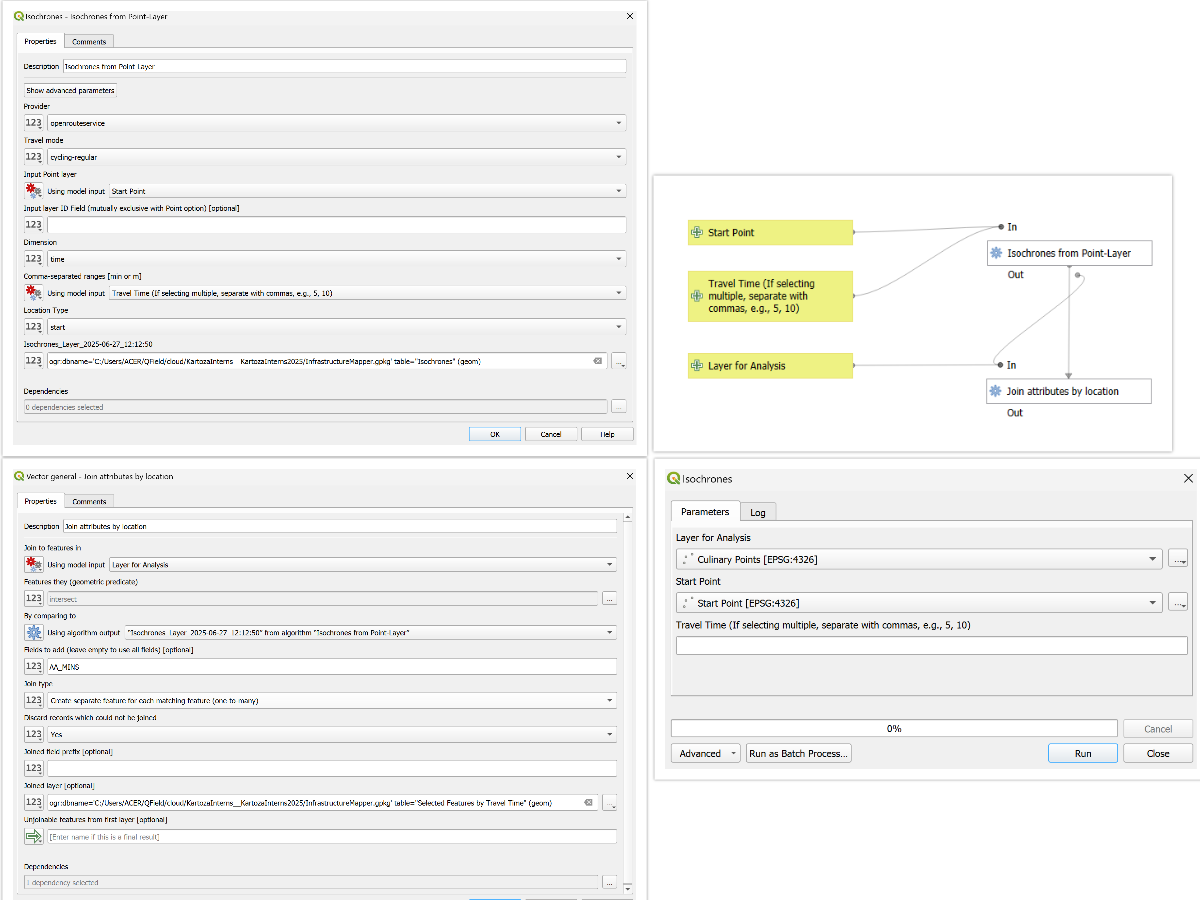 Isochrones - Isochrones from Point-Layer
Properties
Comments
Description
Isochrones from Point-Layer
Show advanced parameters
Provider
123
openrouteservice
Travel mode
123
cycling-regular
Input Point layer
Using model input
Start Point
Input layer ID Field (mutually exclusive with Point option) [optional]
123
Dimension
123
time
Comma-separated ranges [min or m]
Using model input
Travel Time (If selecting multiple, separate with commas, e.g., 5, 10)
Location Type
123
start
Isochrones_Layer_2025-06-27_12:12:50
123
ogr:dbname='C:/Users/ACER/QField/cloud/KartozaInterns__KartozaInterns2025/InfrastructureMapper.gpkg' table="Isochrones" (geom)
...
Dependencies
0 dependencies selected
...
OK
Cancel
Help
Start Point
Travel Time (If selecting
multiple, separate with
commas, e.g., 5, 10)
Layer for Analysis
In
Isochrones from Point-Layer
Out
In
Join attributes by location
Out
Vector general - Join attributes by location
Properties
Comments
Description
Join attributes by location
Join to features in
Using model input
Layer for Analysis
Features they (geometric predicate)
123
intersect
...
By comparing to
Using algorithm output
"Isochrones_Layer_2025-06-27_12:12:50" from algorithm "Isochrones from Point-Layer"
Fields to add (leave empty to use all fields) [optional]
123
AA_MINS
Join type
123
Create separate feature for each matching feature (one-to-many)
Discard records which could not be joined
123
Yes
Joined field prefix [optional]
123
Joined layer [optional]
123
ogr:dbname='C:/Users/ACER/QField/cloud/KartozaInterns__KartozaInterns2025/InfrastructureMapper.gpkg' table="Selected Features by Travel Time" (geom)
...
Unjoinable features from first layer [optional]
[Enter name if this is a final result]
Dependencies
1 dependency selected
...
Isochrones
Parameters
Log
Layer for Analysis
Culinary Points [EPSG:4326]
...
Start Point
Start Point [EPSG:4326]
...
Travel Time (If selecting multiple, separate with commas, e.g., 5, 10)
0%
Cancel
Advanced
Run as Batch Process...
Run
Close